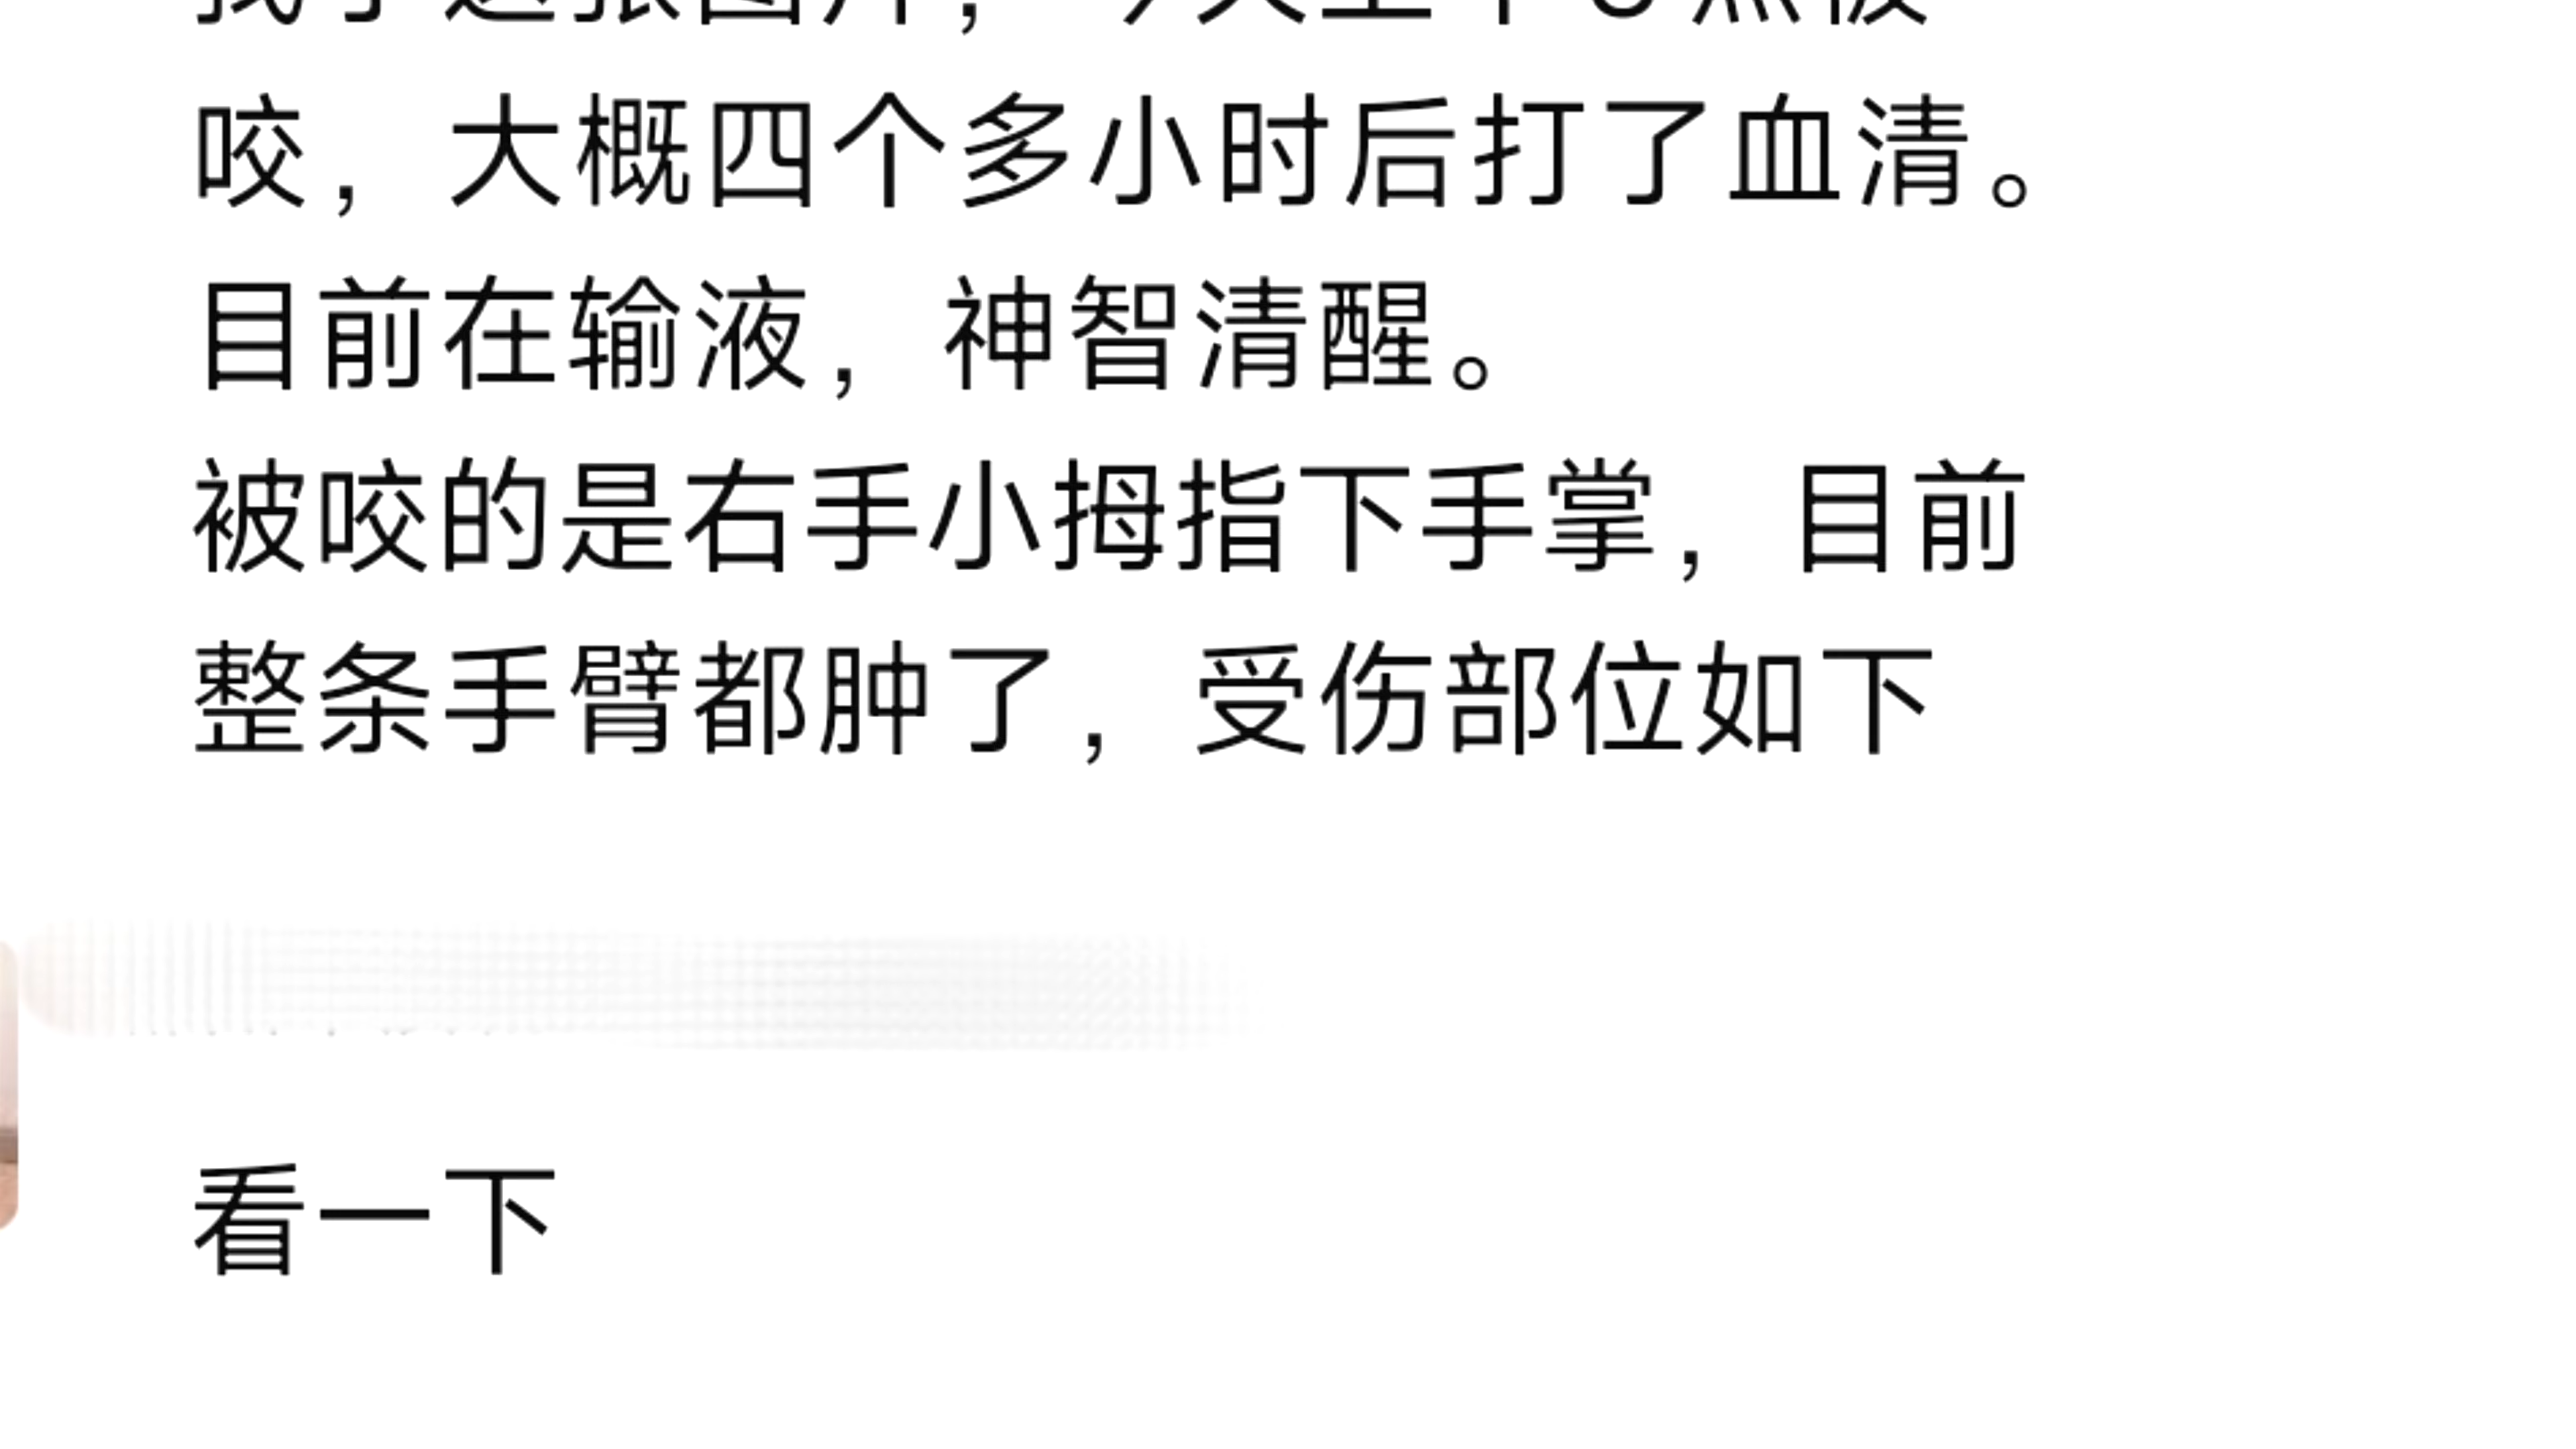 咬，大概四个多小时后打了血清。
目前在输液，神智清醒。
被咬的是右手小拇指下手掌，目前
整条手臂都肿了，受伤部位如下
看一下